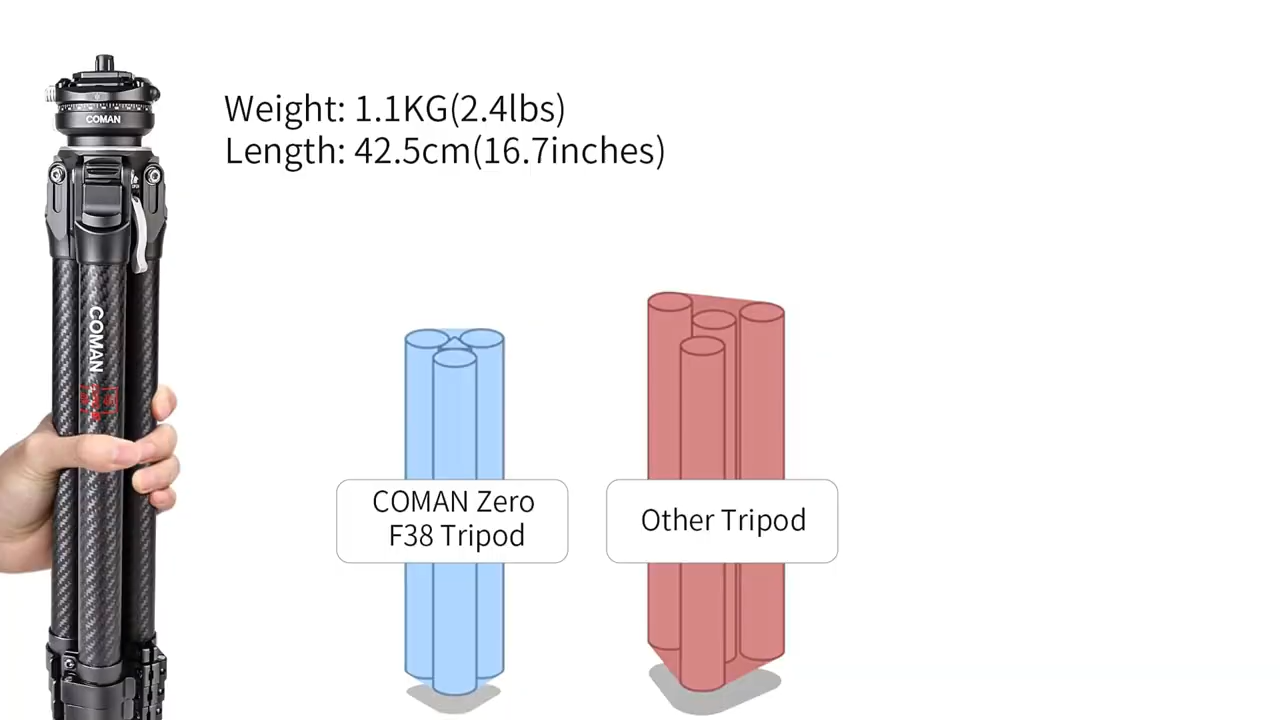 Weight: 1.1KG(2.4lbs)
Length: 42.5cm(16.7inches)
COMAN
COMAN
COMAN Zero
F38 Tripod
Other Tripod